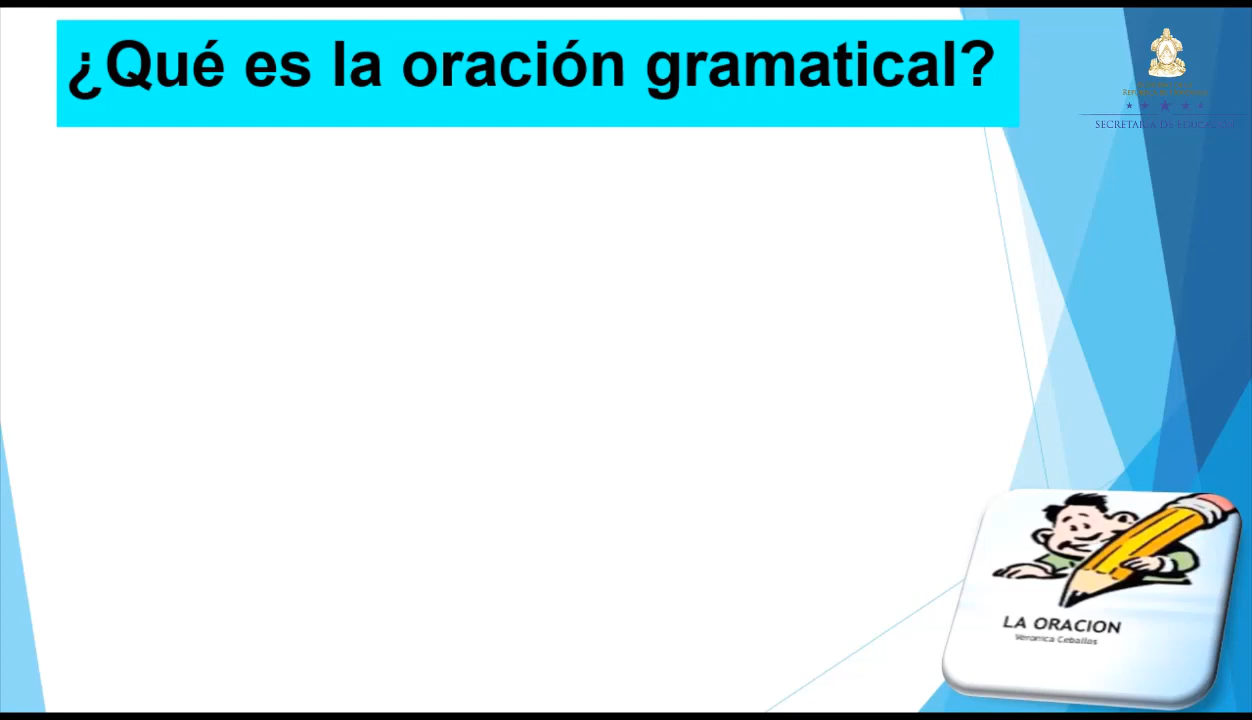 ¿Qué es la oración gramatical?
SECRETARÍA DE EDUCACIÓN
LA ORACION
Veronica Ceballos